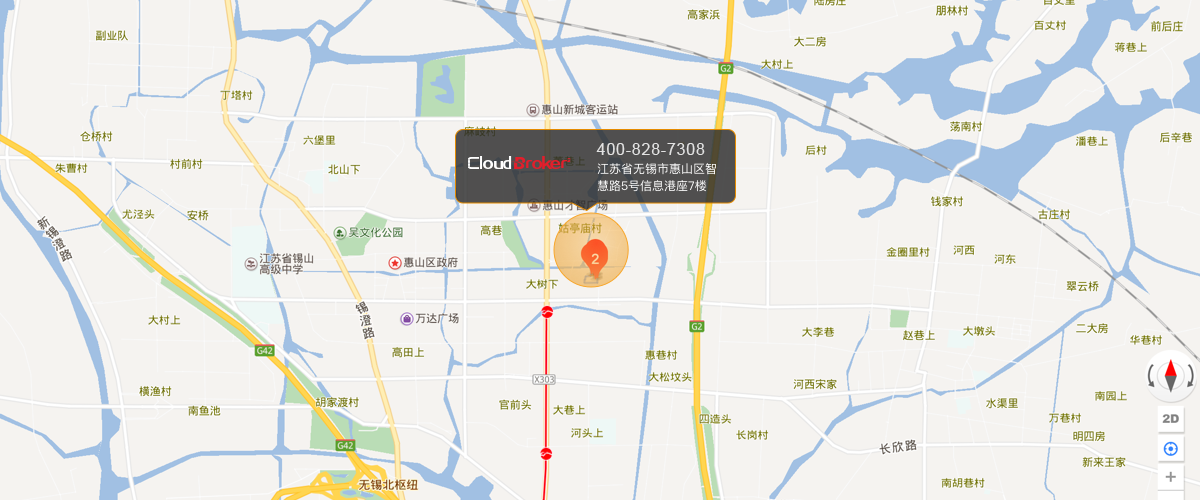 高家浜
陆房庄
朋林村
百丈里
百丈村
前后庄
蒋巷上
副业队
大二房
大村上
G2
丁塔村
惠山新城客运站
麻岐村
落南村
潘巷上
后辛巷
仓桥村
六堡里
后村
朱曹村
村前村
北山下
CloudBroker
400-828-7308
江苏省无锡市惠山区智
慧路5号信息港座7楼
惠山才智广场
钱家村
古庄村
尤泾头
安桥
新锡澄路
吴文化公园
高巷
姑亭庙村
金圈里村
河西
河东
江苏省锡山
高级中学
惠山区政府
2
大树下
翠云桥
锡澄路
大村上
万达广场
G2
大李巷
赵巷上
大墩头
二大房
华巷村
G42
高田上
惠巷村
X303
大松坟头
河西宋家
横渔村
南鱼池
胡家渡村
官前头
大巷上
水渠里
南园上
万巷村
2D
四造头
河头上
大岗村
长欣路
明四房
G42
新来王家
无锡北枢纽
南胡巷村